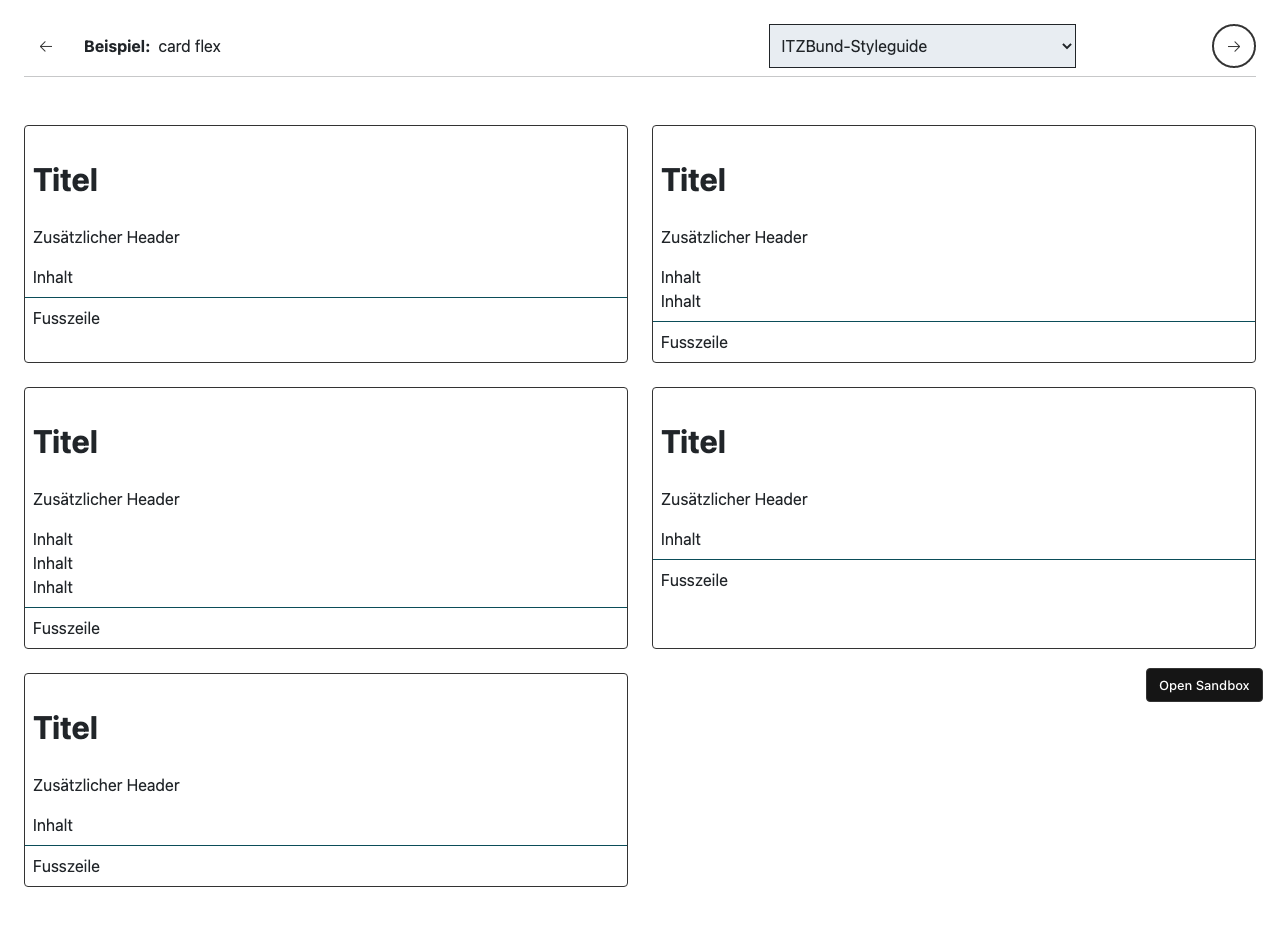 Beispiel: card flex
ITZBund-Styleguide
Titel
Zusätzlicher Header
Inhalt
Fusszeile
Titel
Zusätzlicher Header
Inhalt
Inhalt
Fusszeile
Titel
Zusätzlicher Header
Inhalt
Inhalt
Inhalt
Fusszeile
Titel
Zusätzlicher Header
Inhalt
Fusszeile
Open Sandbox
Titel
Zusätzlicher Header
Inhalt
Fusszeile